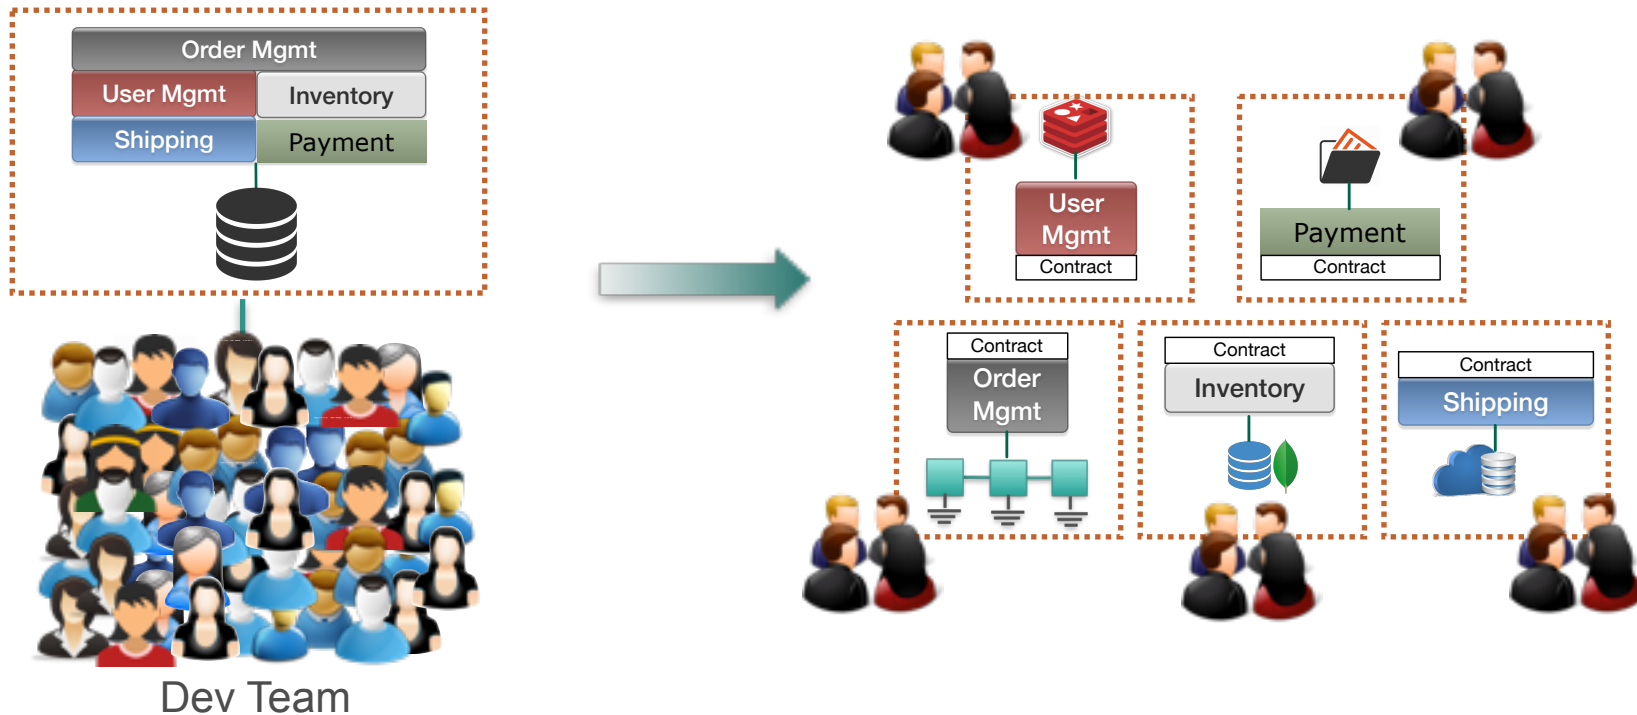 Order Mgmt
User Mgmt
Inventory
Shipping
Payment
Dev Team
User
Mgmt
Contract
Payment
Contract
Contract
Order
Mgmt
Contract
Inventory
Contract
Shipping